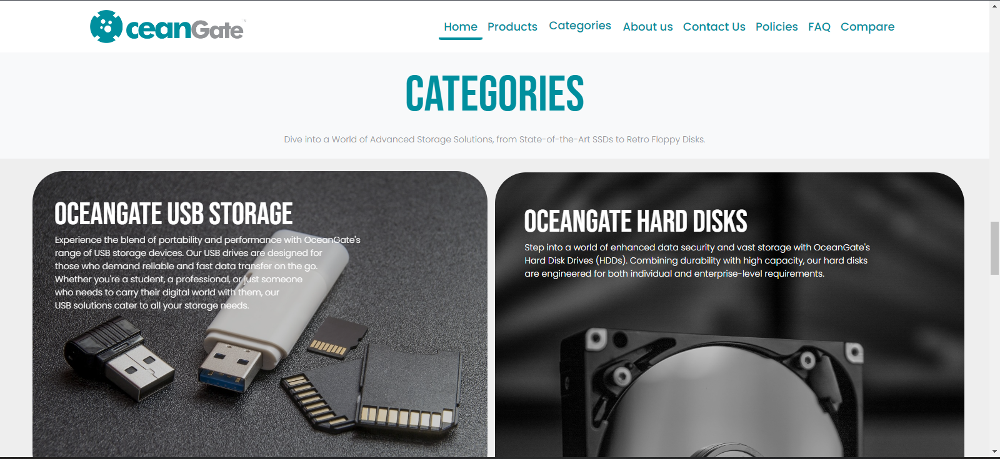 OceanGate™
Home Products Categories About us Contact Us Policies FAQ Compare
CATEGORIES
Dive into a World of Advanced Storage Solutions, from State-of-the-Art SSDs to Retro Floppy Disks.
OCEANGATE USB STORAGE
Experience the blend of portability and performance with OceanGate's
range of USB storage devices. Our USB drives are designed for
those who demand reliable and fast data transfer on the go.
Whether you're a student, a professional, or just someone
who needs to carry their digital world with them, our
USB solutions cater to all your storage needs.
OCEANGATE HARD DISKS
Step into a world of enhanced data security and vast storage with OceanGate's
Hard Disk Drives (HDDs). Combining durability with high capacity, our hard disks
are engineered for both individual and enterprise-level requirements.